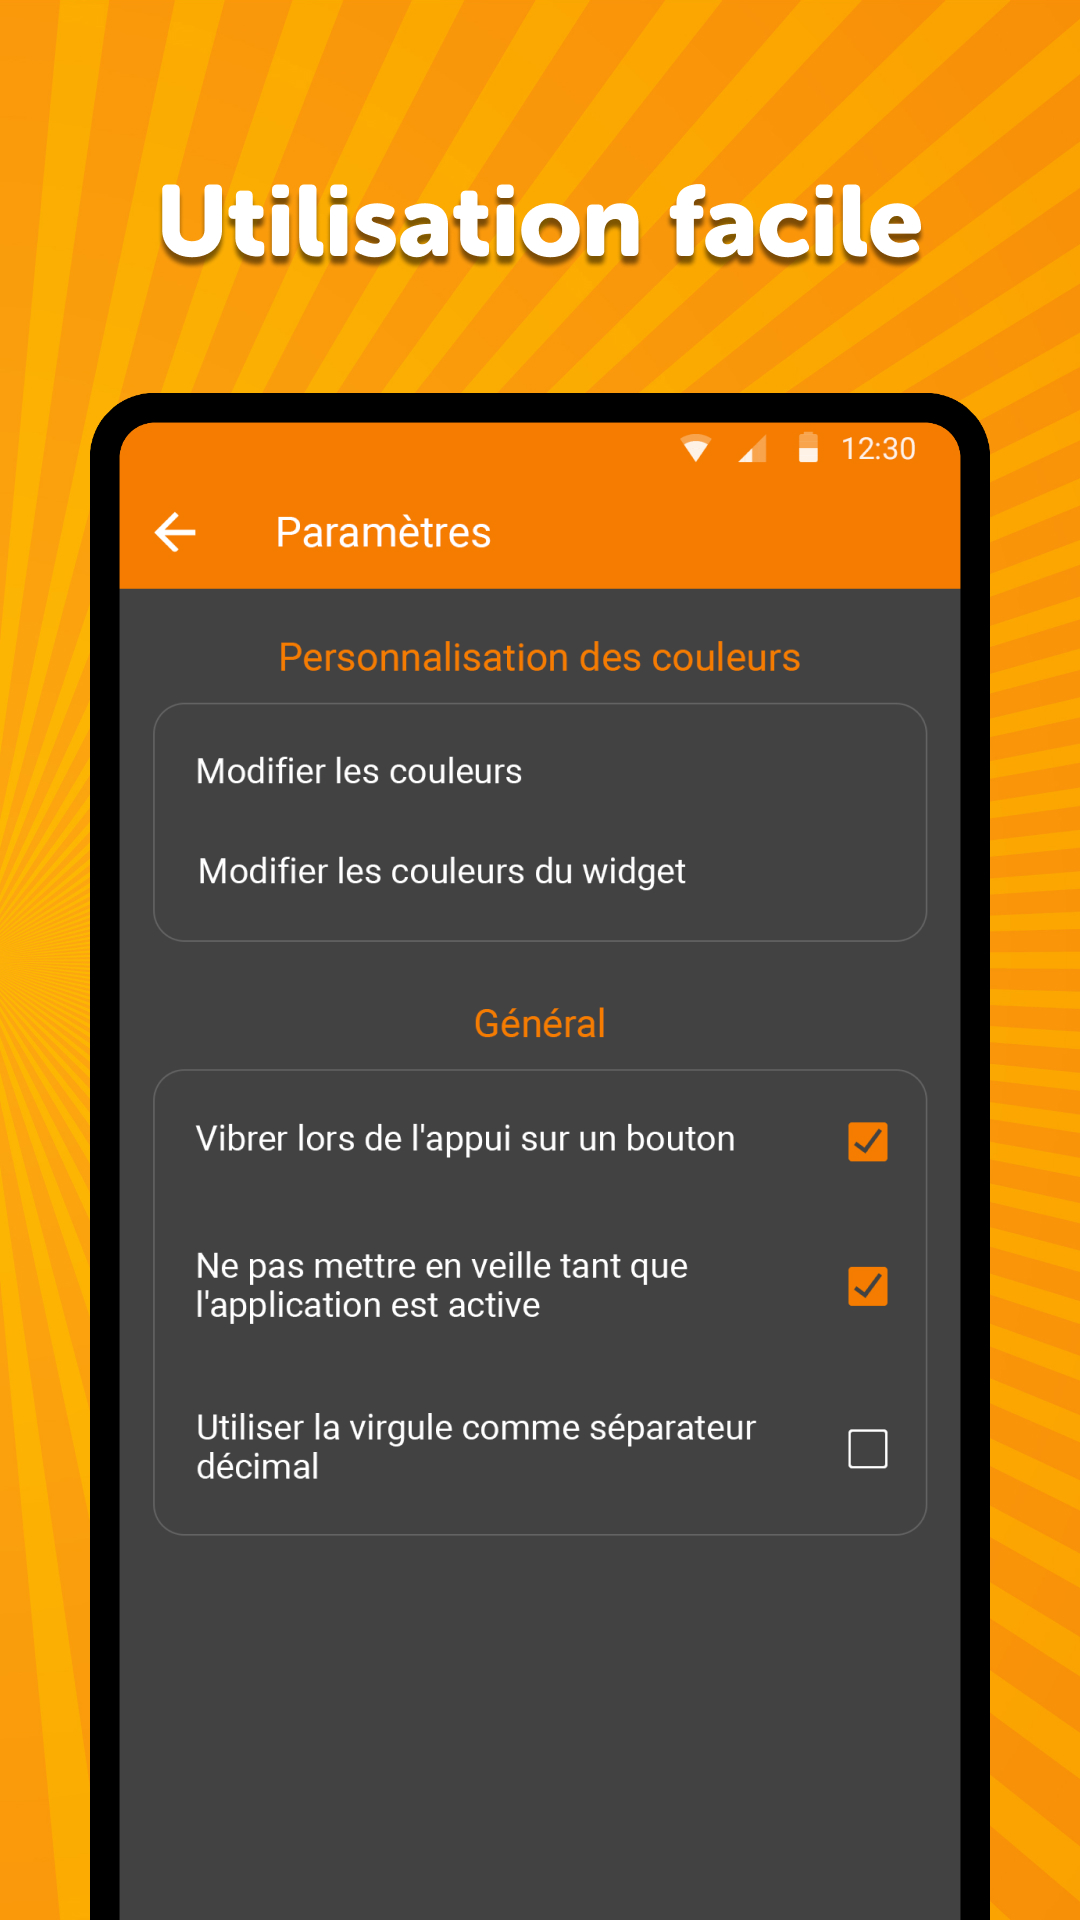 Utilisation facile
12:30
Paramètres
Personnalisation des couleurs
Modifier les couleurs
Modifier les couleurs du widget
Général
Vibrer lors de l'appui sur un bouton
Ne pas mettre en veille tant que
l'application est active
Utiliser la virgule comme séparateur
décimal